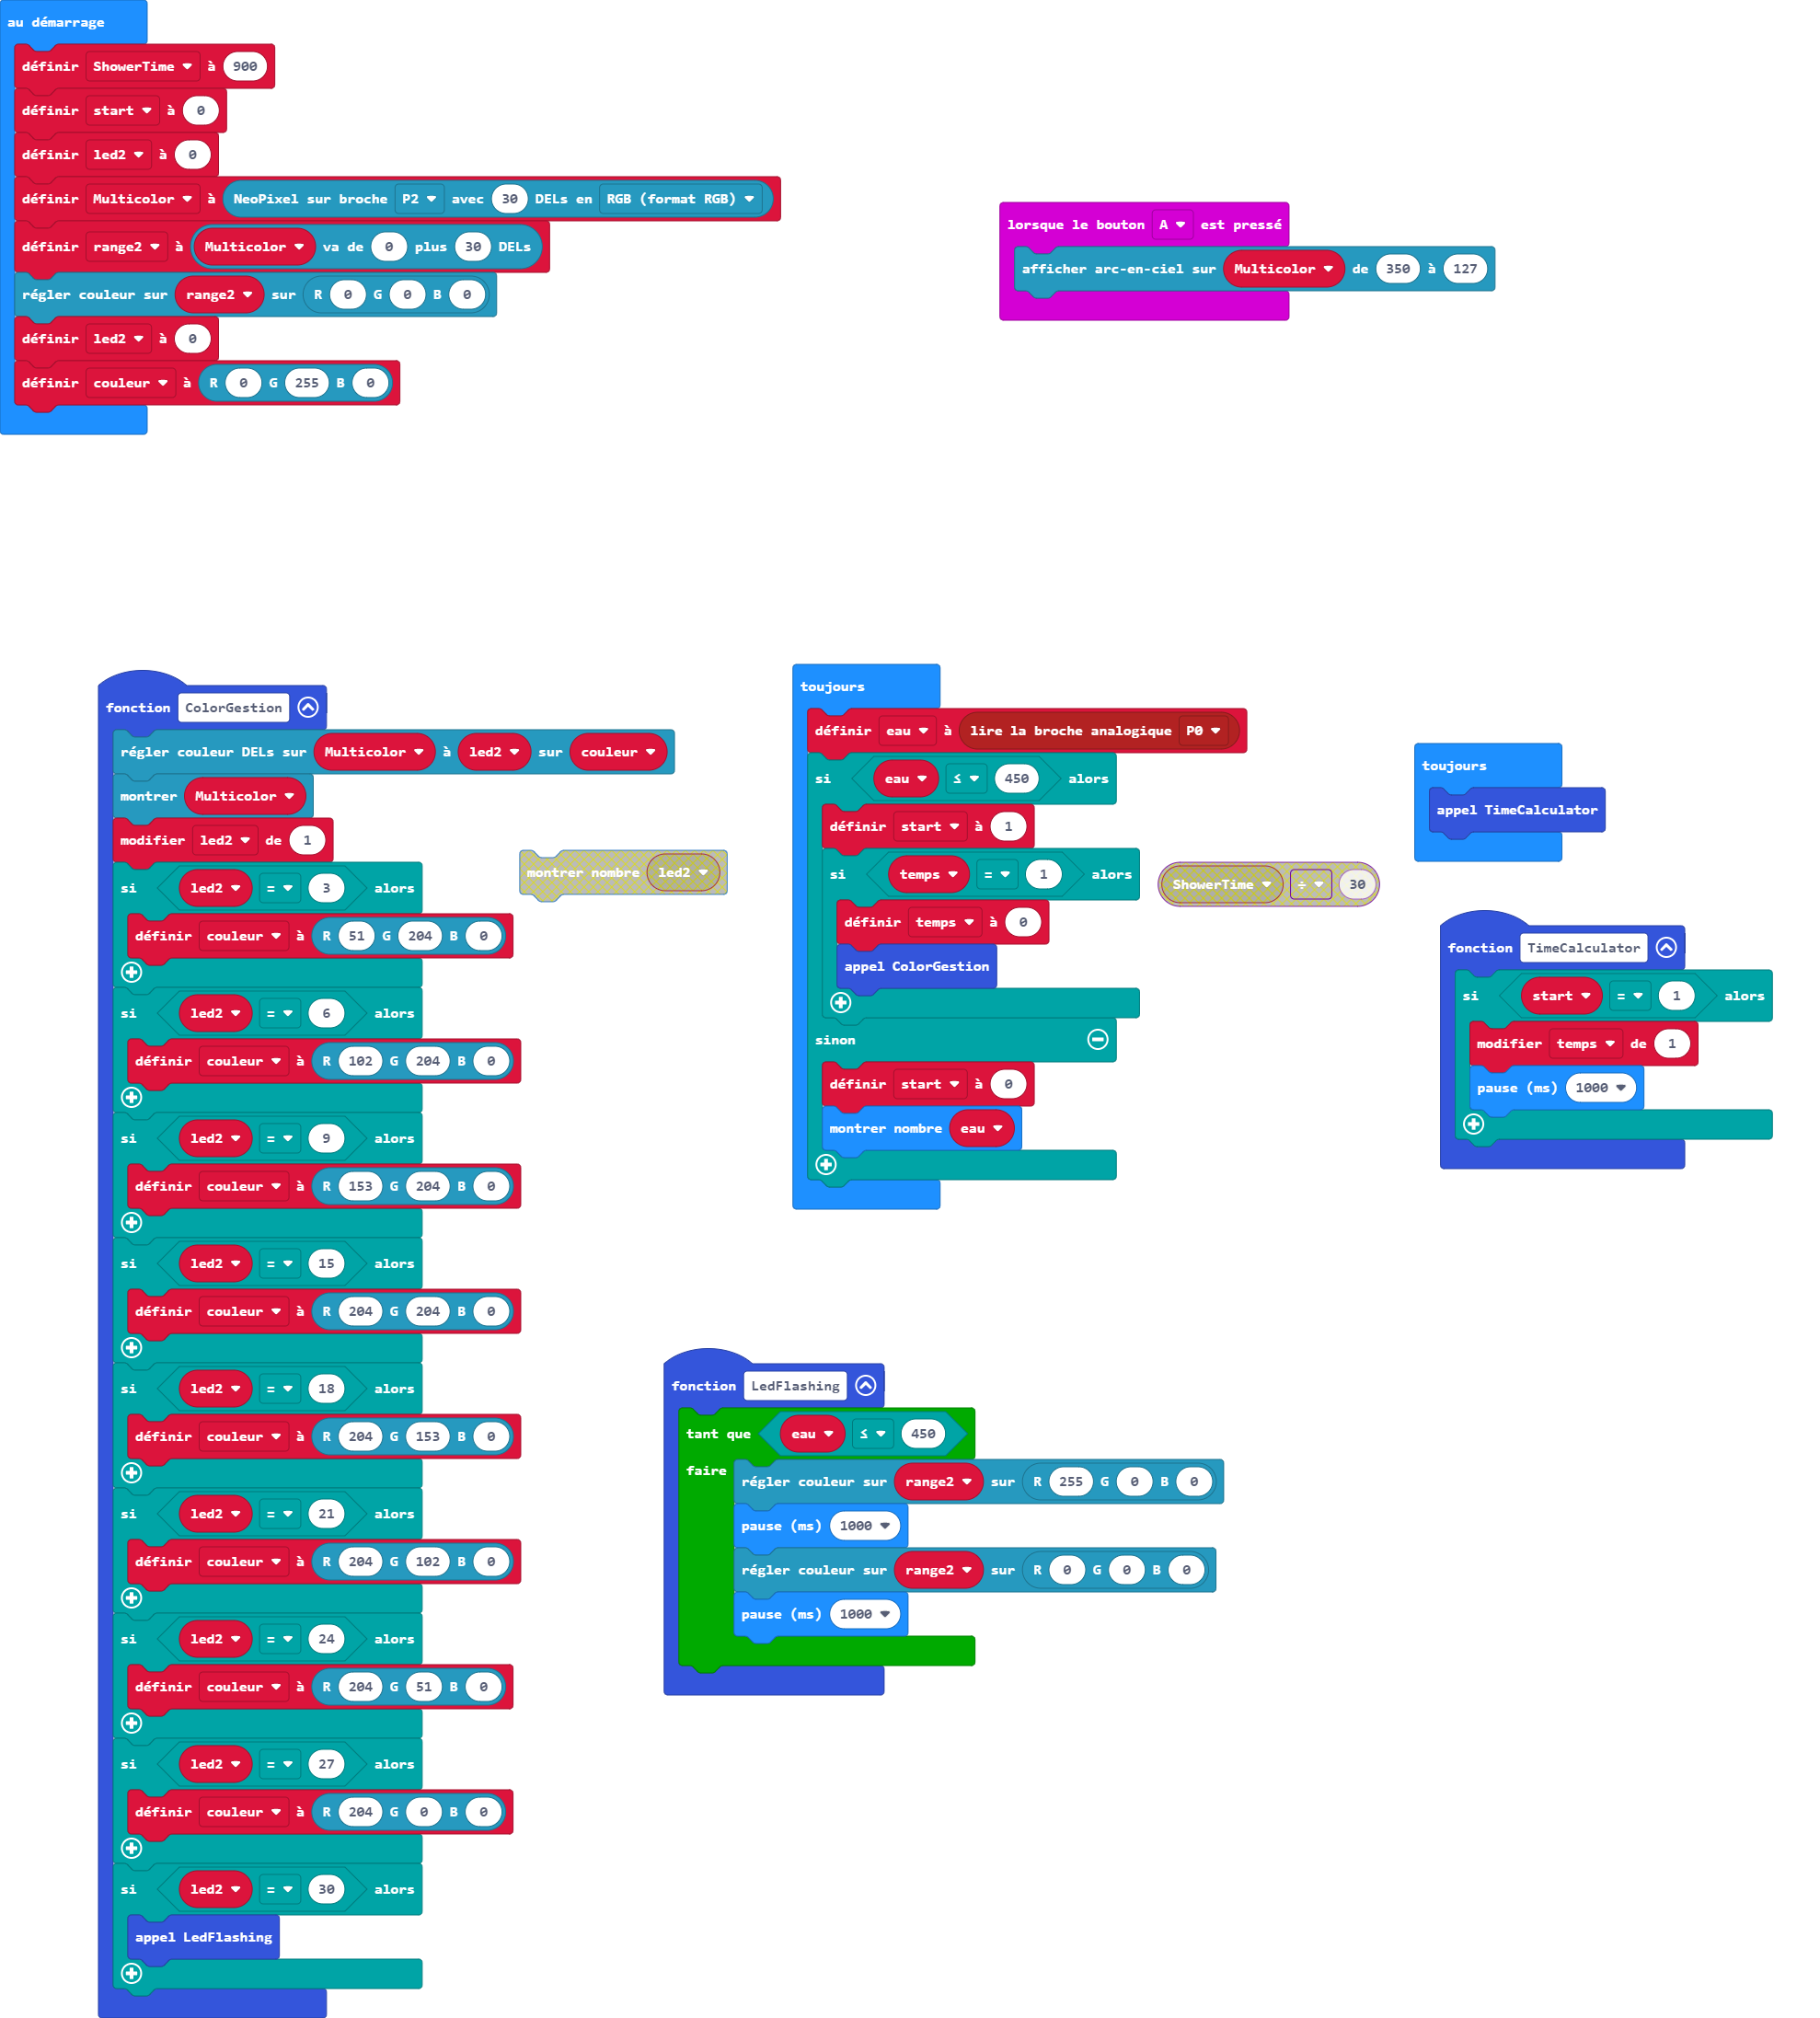 au démarrage
définir ShowerTime à 900
définir start à 0
définir led2 à 0
définir Multicolor à NeoPixel sur broche P2 avec 30 DELs en RGB (format RGB)
définir range2 à Multicolor va de 0 plus 30 DELs
régler couleur sur range2 sur R 0 G 0 B 0
définir led2 à 0
définir couleur à R 0 G 255 B 0
lorsque le bouton A est pressé
afficher arc-en-ciel sur Multicolor de 350 à 127
fonction ColorGestion
régler couleur DELs sur Multicolor à led2 sur couleur
montrer Multicolor
modifier led2 de 1
si led2 = 3 alors
définir couleur à R 51 G 204 B 0
si led2 = 6 alors
définir couleur à R 102 G 204 B 0
si led2 = 9 alors
définir couleur à R 153 G 204 B 0
si led2 = 15 alors
définir couleur à R 204 G 204 B 0
si led2 = 18 alors
définir couleur à R 204 G 153 B 0
si led2 = 21 alors
définir couleur à R 204 G 102 B 0
si led2 = 24 alors
définir couleur à R 204 G 51 B 0
si led2 = 27 alors
définir couleur à R 204 G 0 B 0
si led2 = 30 alors
appel LedFlashing
montrer nombre led2
toujours
définir eau à lire la broche analogique P0
si eau ≤ 450 alors
définir start à 1
si temps = 1 alors
définir temps à 0
appel ColorGestion
sinon
définir start à 0
montrer nombre eau
ShowerTime ÷ 30
toujours
appel TimeCalculator
fonction TimeCalculator
si start = 1 alors
modifier temps de 1
pause (ms) 1000
fonction LedFlashing
tant que eau ≤ 450
faire régler couleur sur range2 sur R 255 G 0 B 0
pause (ms) 1000
régler couleur sur range2 sur R 0 G 0 B 0
pause (ms) 1000